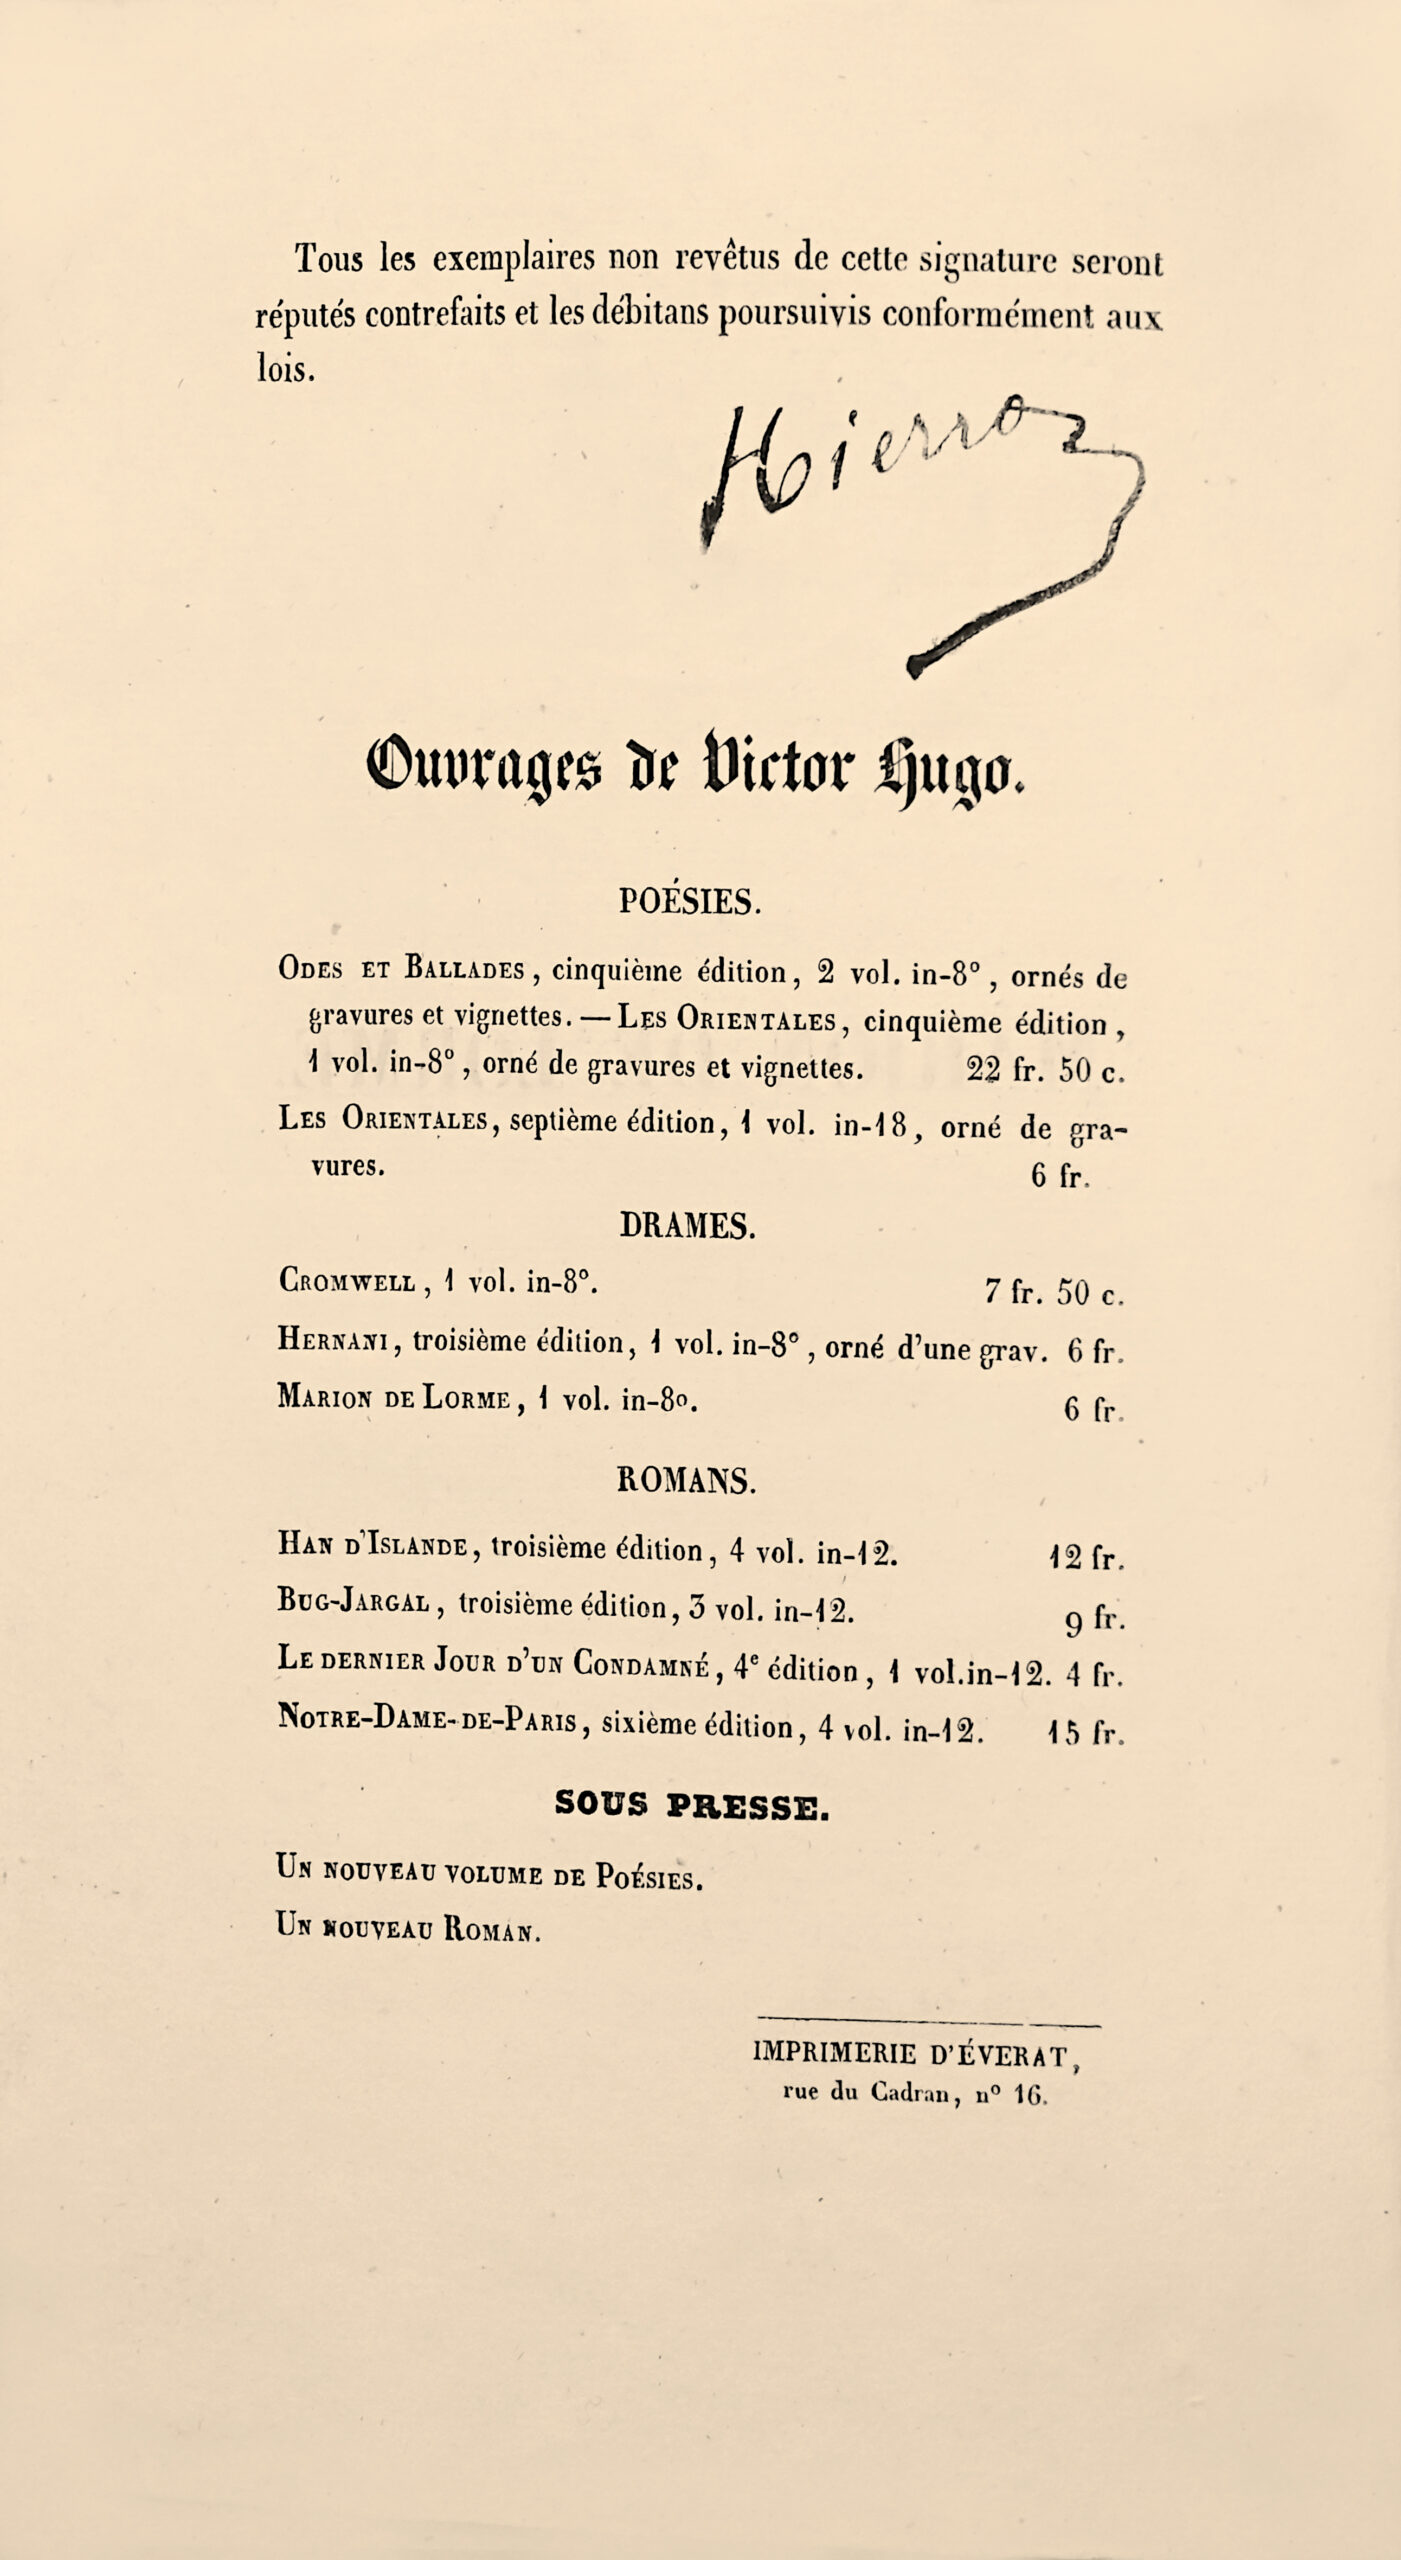 Tous les exemplaires non revêtus de cette signature seront
réputés contrefaits et les débitans poursuivis conformément aux
lois.
Hierro
Ouvrages de Victor Hugo.
POÉSIES.
ODES ET BALLADES, cinquième édition, 2 vol. in-8°, ornés de
gravures et vignettes. — LES ORIENTALES, cinquième édition,
1 vol. in-8°, orné de gravures et vignettes. 22 fr. 50 c.
LES ORIENTALES, septième édition, 1 vol. in-18, orné de gra-
vures. 6 fr.
DRAMES.
CROMWELL, 1 vol. in-8°. 7 fr. 50 c.
HERNANI, troisième édition, 1 vol. in-8°, orné d'une grav. 6 fr.
MARION DE LORME, 1 vol. in-8o. 6 fr.
ROMANS.
HAN D'ISLANDE, troisième édition, 4 vol. in-12. 12 fr.
BUG-JARGAL, troisième édition, 3 vol. in-12. 9 fr.
LE DERNIER JOUR D'UN CONDAMNÉ, 4e édition, 1 vol.in-12. 4 fr.
NOTRE-DAME-DE-PARIS, sixième édition, 4 vol. in-12. 15 fr.
SOUS PRESSE.
UN NOUVEAU VOLUME DE POÉSIES.
UN NOUVEAU ROMAN.
IMPRIMERIE D'ÉVERAT,
rue du Cadran, nº 16.